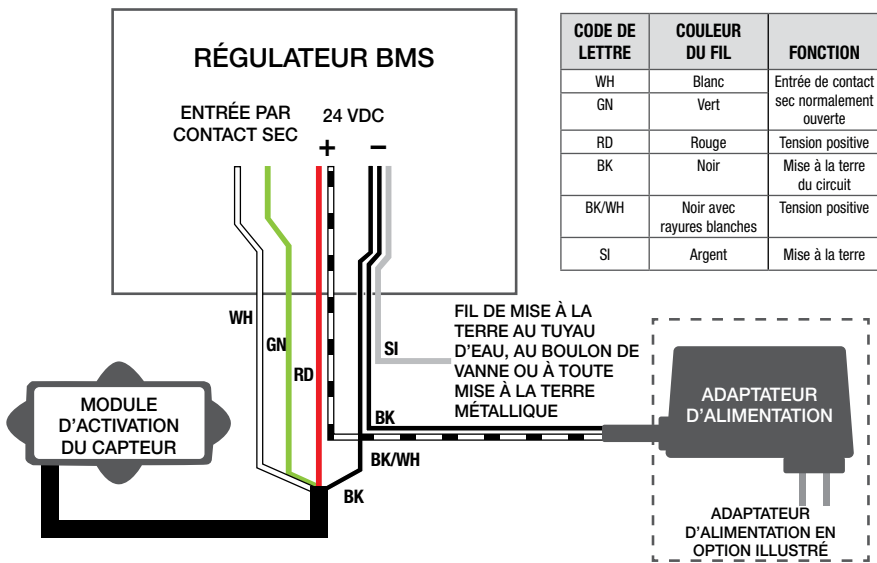 RÉGULATEUR BMS
ENTRÉE PAR
CONTACT SEC
24 VDC
+
–
WH
GN
RD
SI
BK
BK/WH
BK
FIL DE MISE À LA
TERRE AU TUYAU
D'EAU, AU BOULON DE
VANNE OU À TOUTE
MISE À LA TERRE
MÉTALLIQUE
MODULE
D'ACTIVATION
DU CAPTEUR
CODE DE LETTRE COULEUR DU FIL FONCTION
WH Blanc Entrée de contact
GN Vert sec normalement
ouverte
RD Rouge Tension positive
BK Noir Mise à la terre
du circuit
BK/WH Noir avec Tension positive
rayures blanches
SI Argent Mise à la terre
ADAPTATEUR
D'ALIMENTATION
ADAPTATEUR
D'ALIMENTATION EN
OPTION ILLUSTRÉ